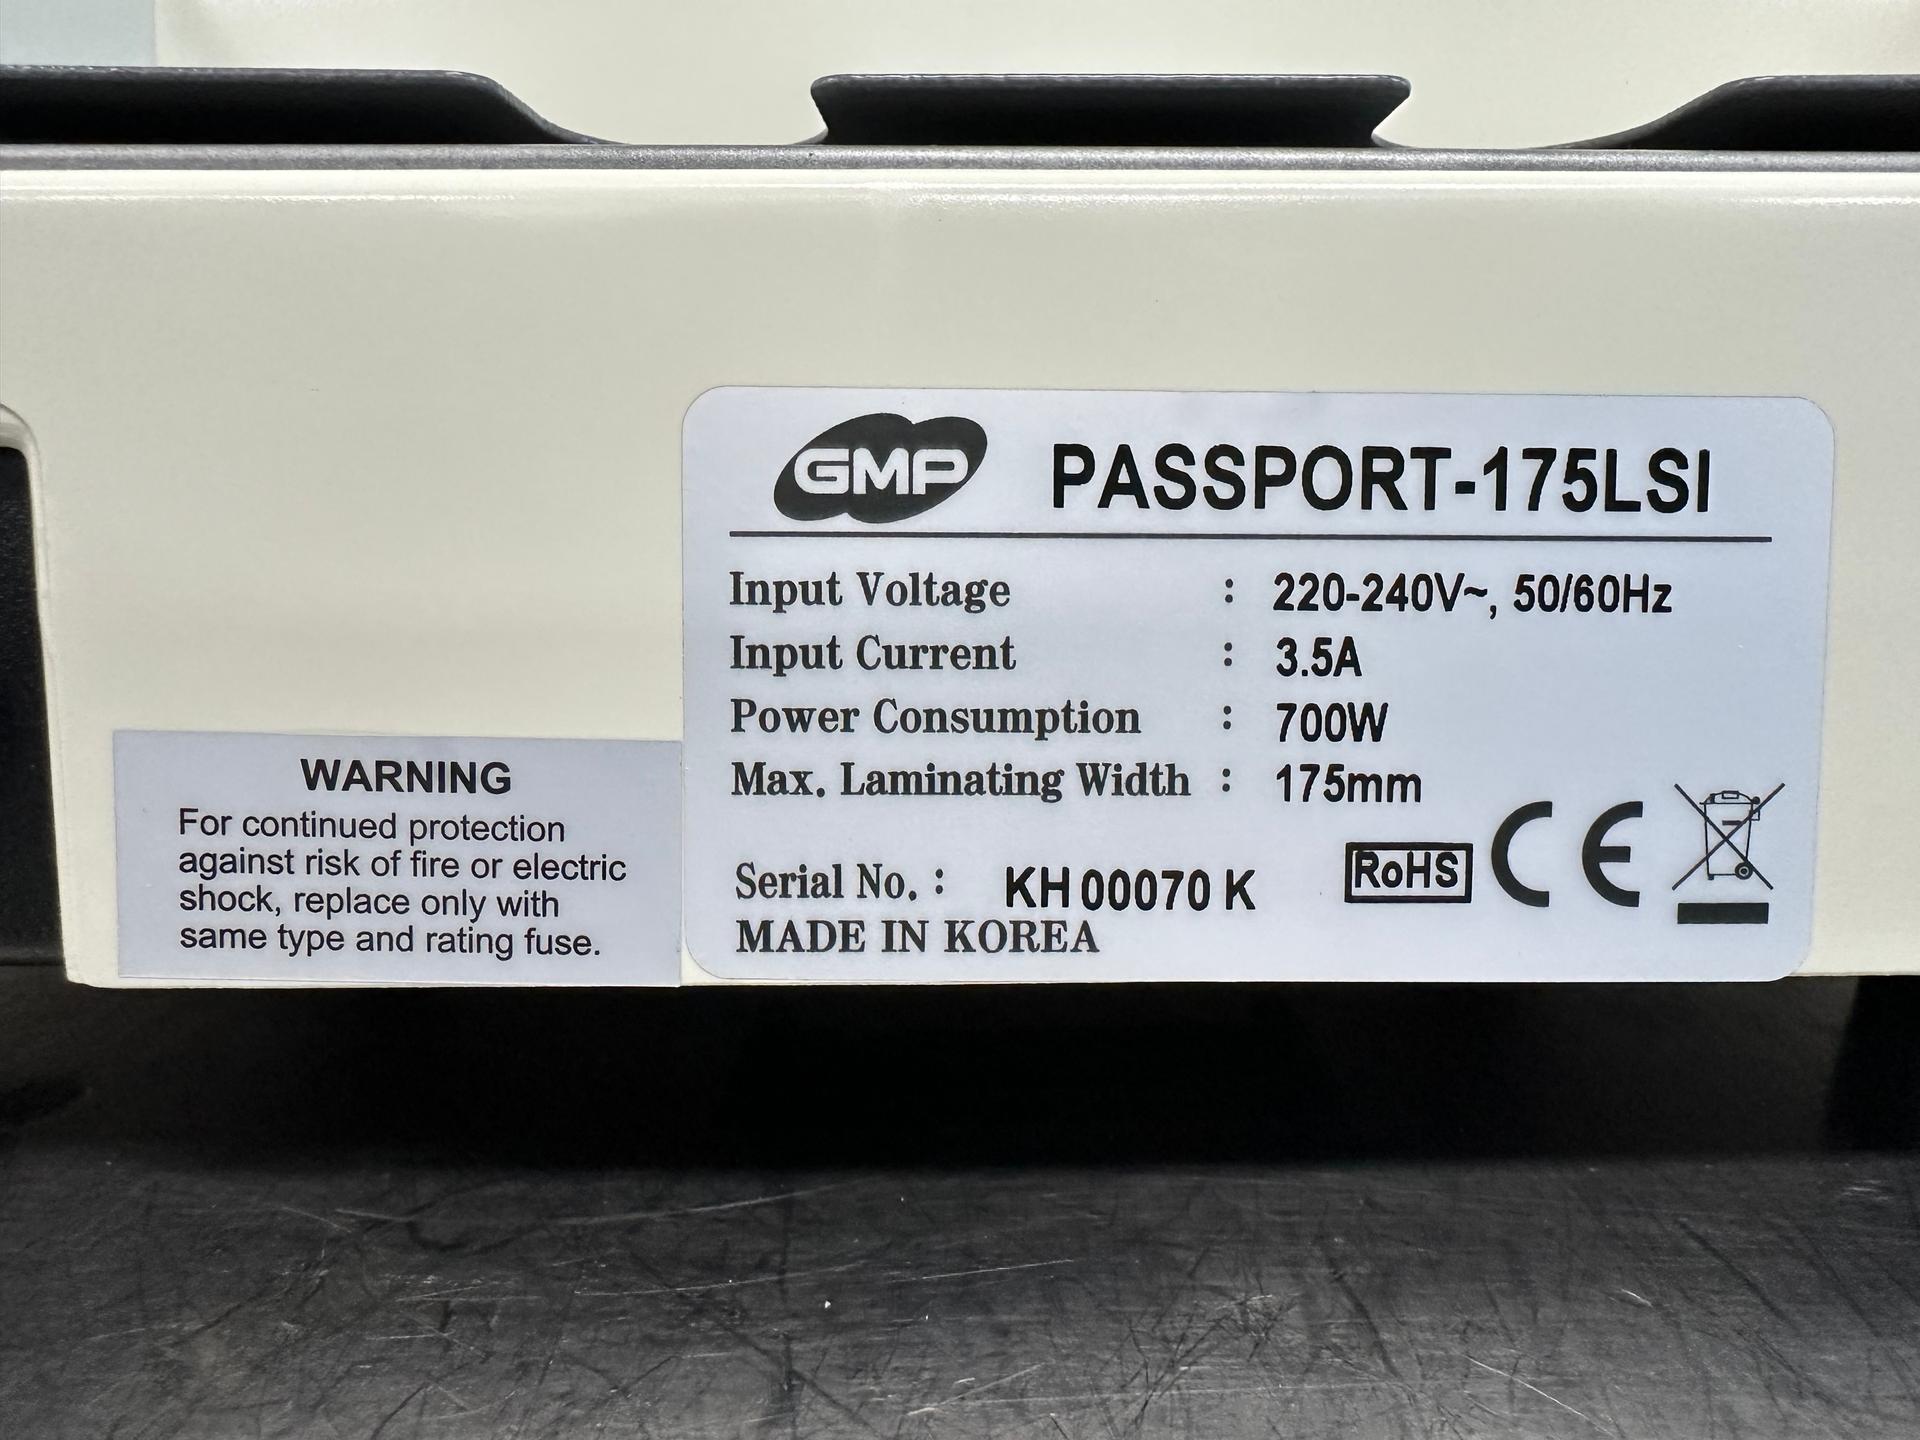 GMP PASSPORT-175LSI
Input Voltage : 220-240V~, 50/60Hz
Input Current : 3.5A
Power Consumption : 700W
Max. Laminating Width : 175mm
Serial No. : KH 00070 K
MADE IN KOREA
RoHS CE
WARNING
For continued protection
against risk of fire or electric
shock, replace only with
same type and rating fuse.